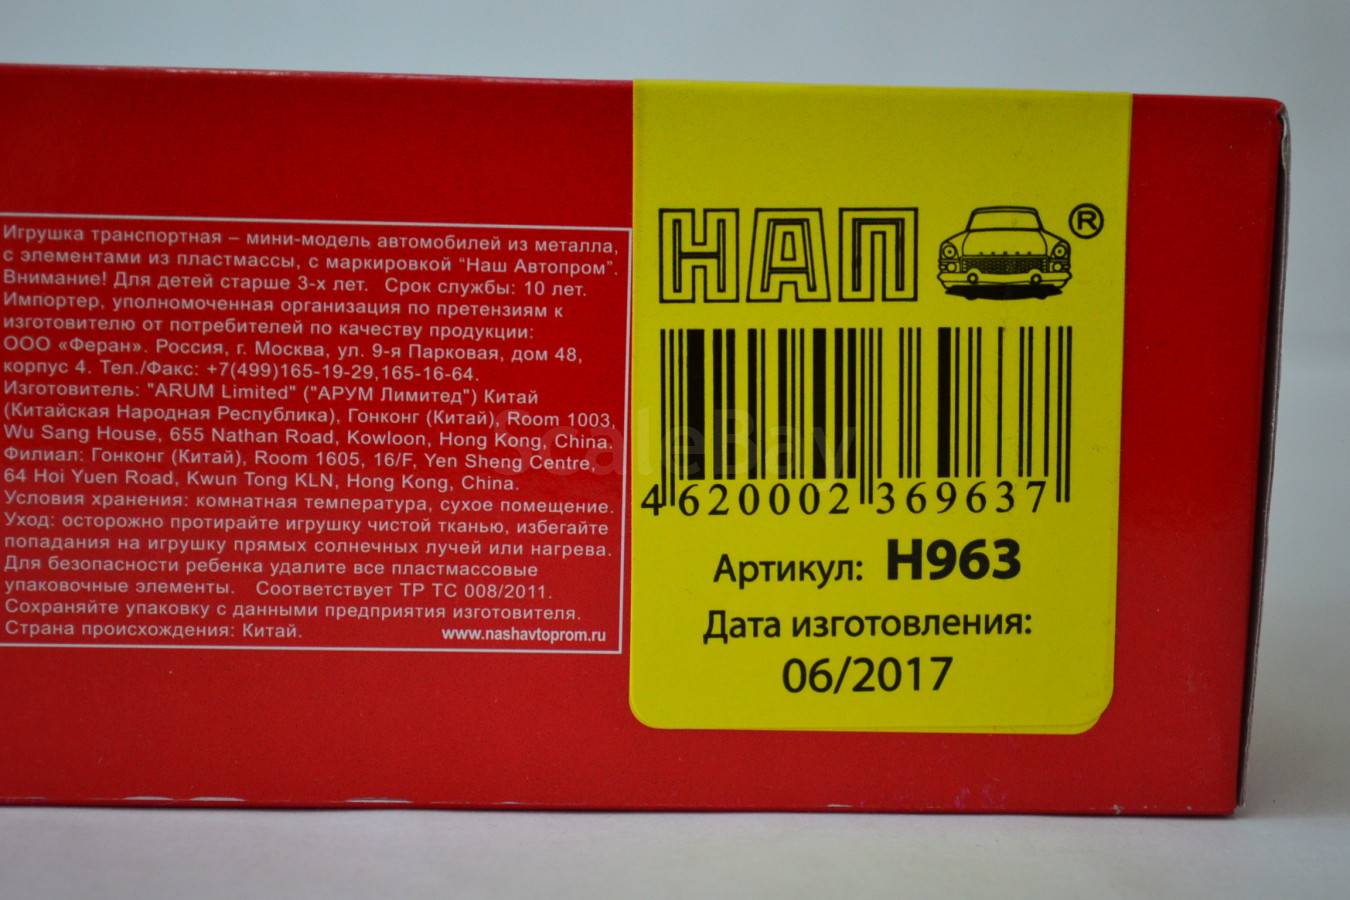 Игрушка транспортная – мини-модель автомобилей из металла,
с элементами из пластмассы, с маркировкой “Наш Автопром”.
Внимание! Для детей старше 3-х лет. Срок службы: 10 лет.
Импортер, уполномоченная организация по претензиям к
изготовителю от потребителей по качеству продукции:
ООО «Феран». Россия, г. Москва, ул. 9-я Парковая, дом 48,
корпус 4. Тел./Факс: +7(499)165-19-29,165-16-64.
Изготовитель: "ARUM Limited" ("АРУМ Лимитед") Китай
(Китайская Народная Республика), Гонконг (Китай), Room 1003,
Wu Sang House, 655 Nathan Road, Kowloon, Hong Kong, China.
Филиал: Гонконг (Китай), Room 1605, 16/F, Yen Sheng Centre,
64 Hoi Yuen Road, Kwun Tong KLN, Hong Kong, China.
Условия хранения: комнатная температура, сухое помещение.
Уход: осторожно протирайте игрушку чистой тканью, избегайте
попадания на игрушку прямых солнечных лучей или нагрева.
Для безопасности ребенка удалите все пластмассовые
упаковочные элементы. Соответствует ТР ТС 008/2011.
Сохраняйте упаковку с данными предприятия изготовителя.
Страна происхождения: Китай. www.nashavtoprom.ru
НАП ®
4 620002 369637
Артикул: Н963
Дата изготовления:
06/2017
ScaleBay